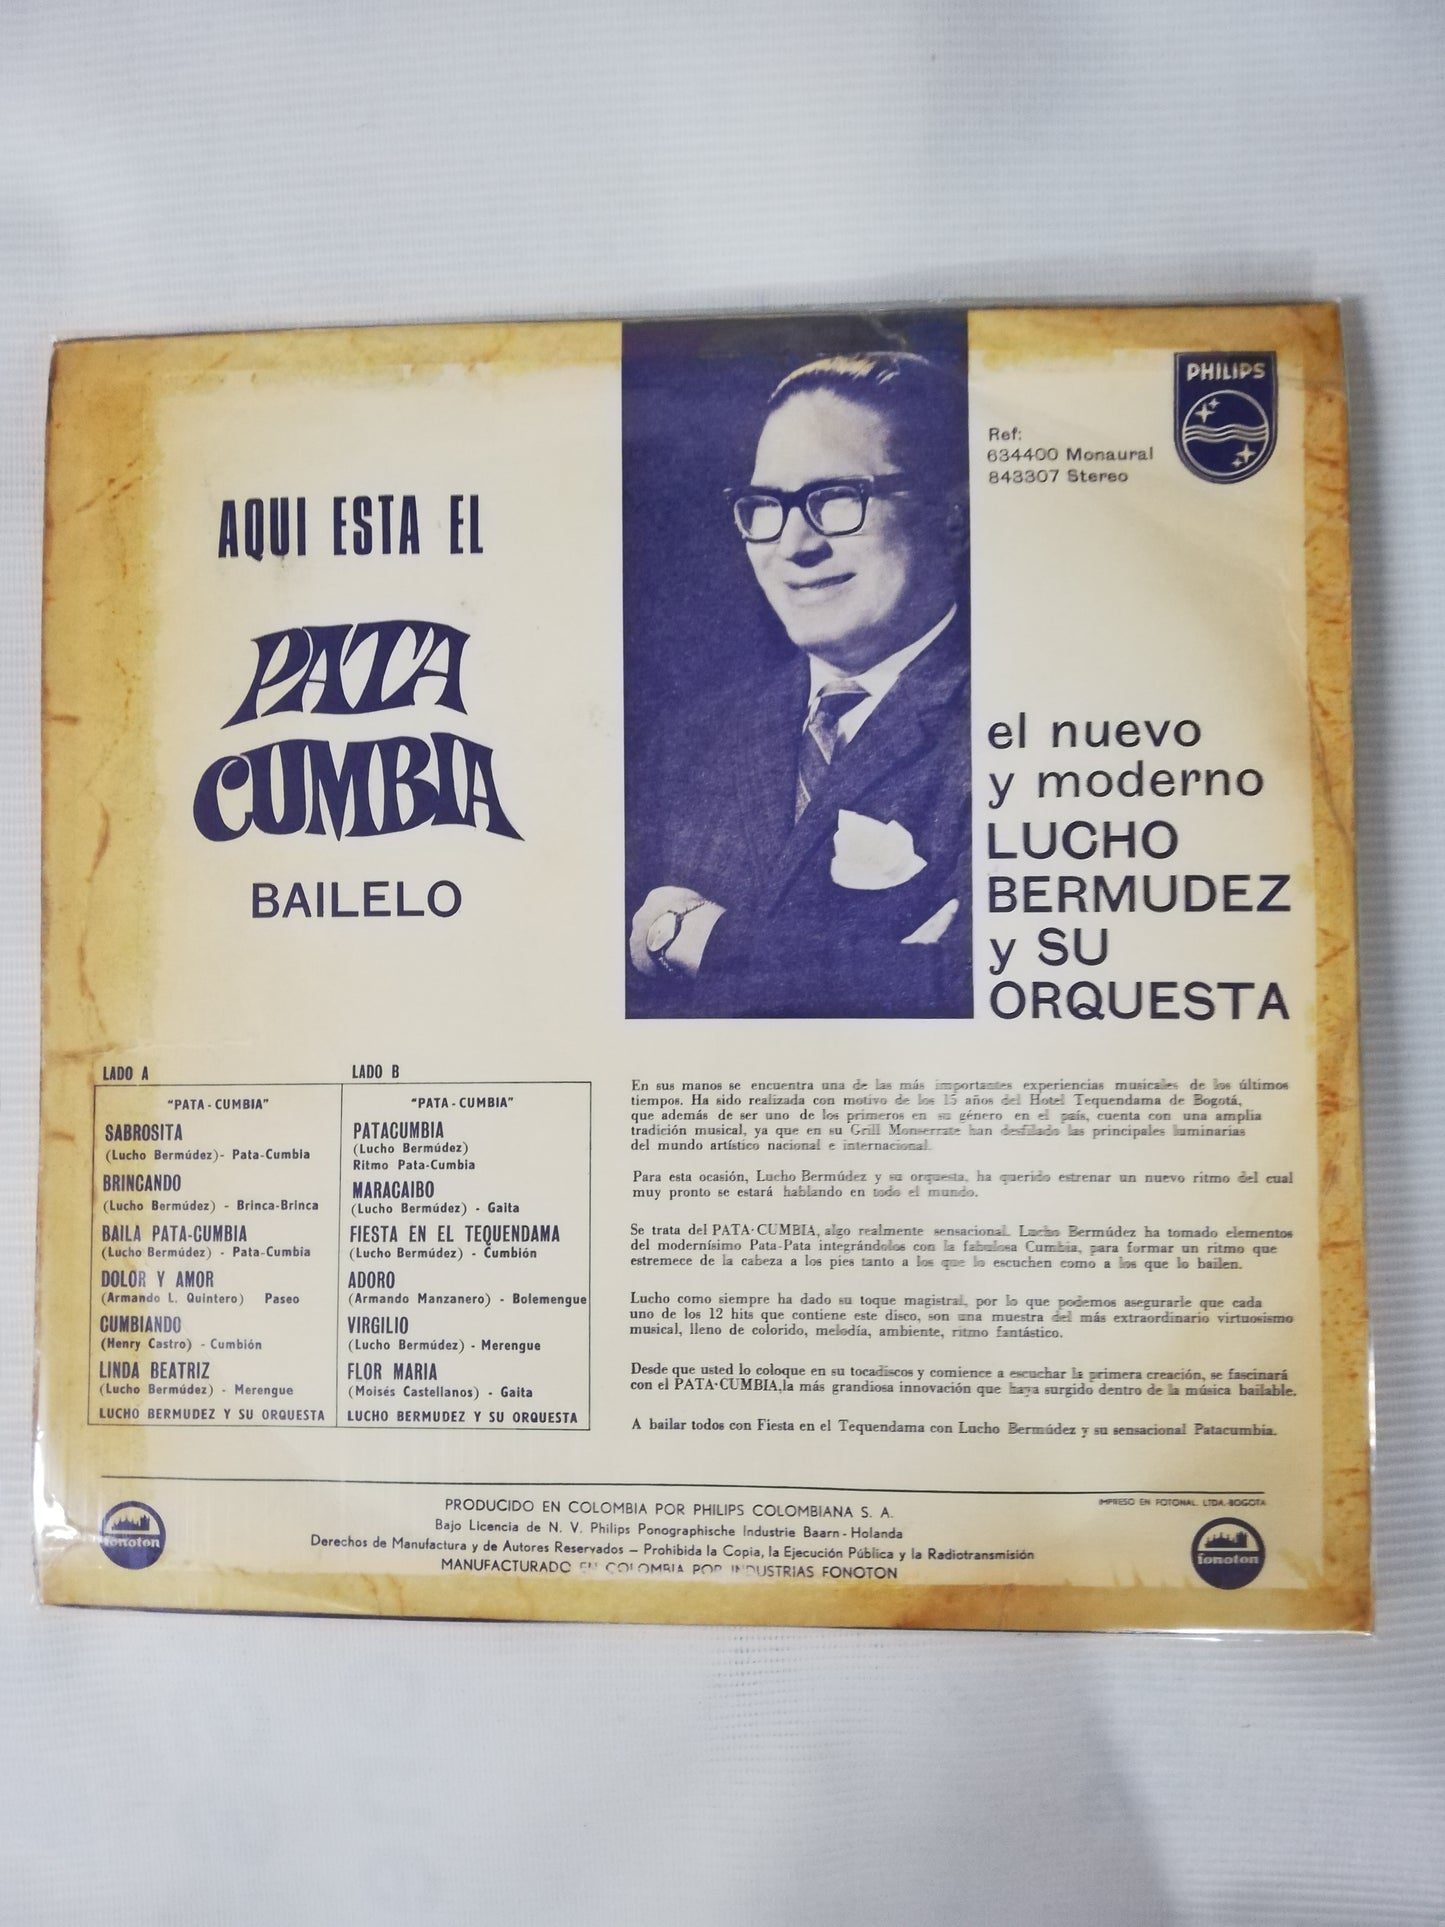 AQUI ESTA EL
PATA
CUMBIA
BAILELO
PHILIPS
Ref:
634400 Monaural
843307 Stereo
el nuevo
y moderno
LUCHO
BERMUDEZ
y SU
ORQUESTA
LADO A
"PATA - CUMBIA"
SABROSITA
(Lucho Bermúdez)- Pata-Cumbia
BRINCANDO
(Lucho Bermúdez) - Brinca-Brinca
BAILA PATA-CUMBIA
(Lucho Bermúdez) - Pata-Cumbia
DOLOR Y AMOR
(Armando L. Quintero) Paseo
CUMBIANDO
(Henry Castro) - Cumbión
LINDA BEATRIZ
(Lucho Bermúdez) - Merengue
LUCHO BERMUDEZ Y SU ORQUESTA
LADO B
"PATA - CUMBIA"
PATACUMBIA
(Lucho Bermúdez)
Ritmo Pata-Cumbia
MARACAIBO
(Lucho Bermúdez) - Gaita
FIESTA EN EL TEQUENDAMA
(Lucho Bermúdez) - Cumbión
ADORO
(Armando Manzanero) - Bolemengue
VIRGILIO
(Lucho Bermúdez) - Merengue
FLOR MARIA
(Moisés Castellanos) - Gaita
LUCHO BERMUDEZ Y SU ORQUESTA
En sus manos se encuentra una de las más importantes experiencias musicales de los últimos
tiempos. Ha sido realizada con motivo de los 15 años del Hotel Tequendama de Bogotá,
que además de ser uno de los primeros en su género en el país, cuenta con una amplia
tradición musical, ya que en su Grill Monserrate han desfilado las principales luminarias
del mundo artístico nacional e internacional.
Para esta ocasión, Lucho Bermúdez y su orquesta, ha querido estrenar un nuevo ritmo del cual
muy pronto se estará hablando en todo el mundo.
Se trata del PATA-CUMBIA, algo realmente sensacional. Lucho Bermúdez ha tomado elementos
del modernísimo Pata-Pata integrándolos con la fabulosa Cumbia, para formar un ritmo que
estremece de la cabeza a los pies tanto a los que lo escuchen como a los que lo bailen.
Lucho como siempre ha dado su toque magistral, por lo que podemos asegurarle que cada
uno de los 12 hits que contiene este disco, son una muestra del más extraordinario virtuosismo
musical, lleno de colorido, melodía, ambiente, ritmo fantástico.
Desde que usted lo coloque en su tocadiscos y comience a escuchar la primera creación, se fascinará
con el PATA-CUMBIA,la más grandiosa innovación que haya surgido dentro de la música bailable.
A bailar todos con Fiesta en el Tequendama con Lucho Bermúdez y su sensacional Patacumbia.
PRODUCIDO EN COLOMBIA POR PHILIPS COLOMBIANA S. A.
IMPRESO EN FOTONAL. LTDA.-BOGOTA
Bajo Licencia de N. V. Philips Ponographische Industrie Baarn - Holanda
Derechos de Manufactura y de Autores Reservados – Prohibida la Copia, la Ejecución Pública y la Radiotransmisión
MANUFACTURADO EN COLOMBIA POR INDUSTRIAS FONOTON
fonoton
fonoton